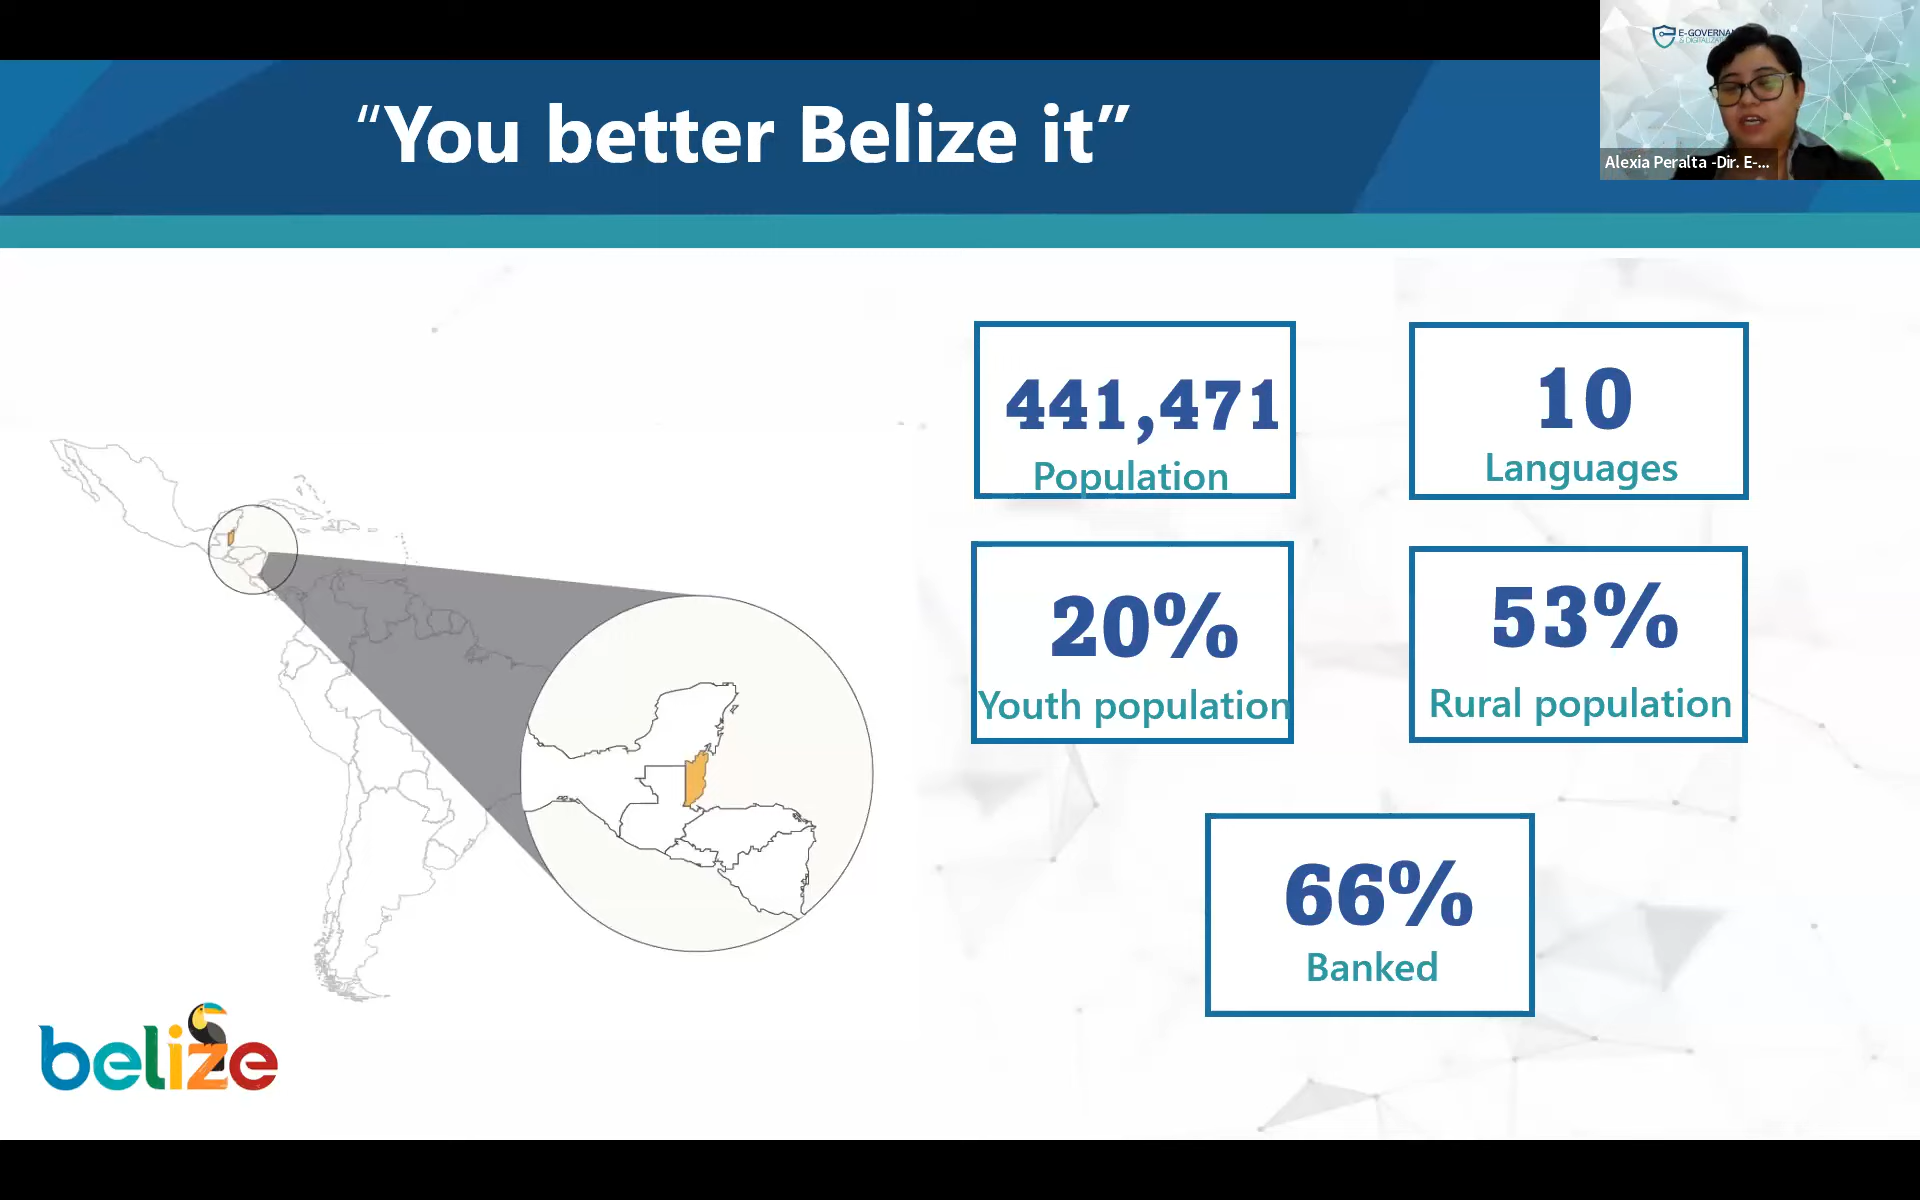 “You better Belize it”
E-GOVERNA
Alexia Peralta -Dir. E-...
441,471
Population
10
Languages
20%
Youth population
53%
Rural population
66%
Banked
belize